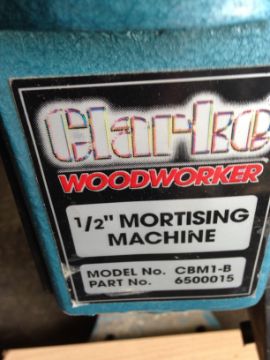 Clarke
WOODWORKER
1/2" MORTISING
MACHINE
MODEL No. CBM1-B
PART No. 6500015